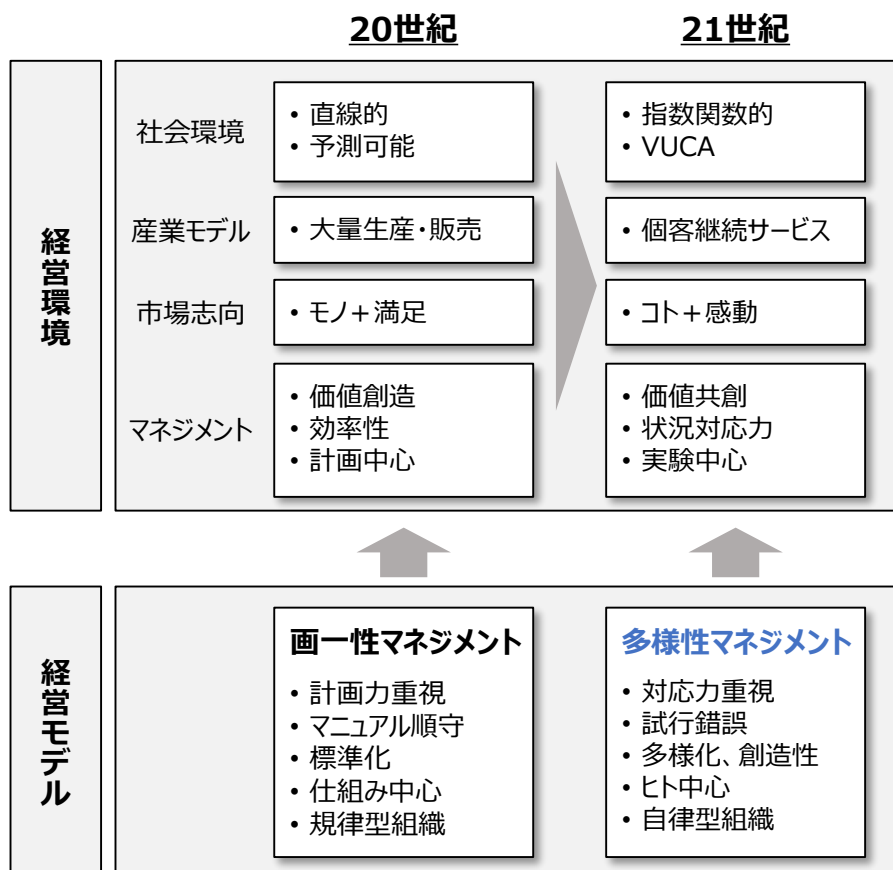 20世紀
21世紀
経営環境
社会環境
• 直線的
• 予測可能
• 指数関数的
• VUCA
産業モデル
• 大量生産・販売
• 個客継続サービス
市場志向
• モノ＋満足
• コト＋感動
マネジメント
• 価値創造
• 効率性
• 計画中心
• 価値共創
• 状況対応力
• 実験中心
経営モデル
画一性マネジメント
• 計画力重視
• マニュアル順守
• 標準化
• 仕組み中心
• 規律型組織
多様性マネジメント
• 対応力重視
• 試行錯誤
• 多様化、創造性
• ヒト中心
• 自律型組織